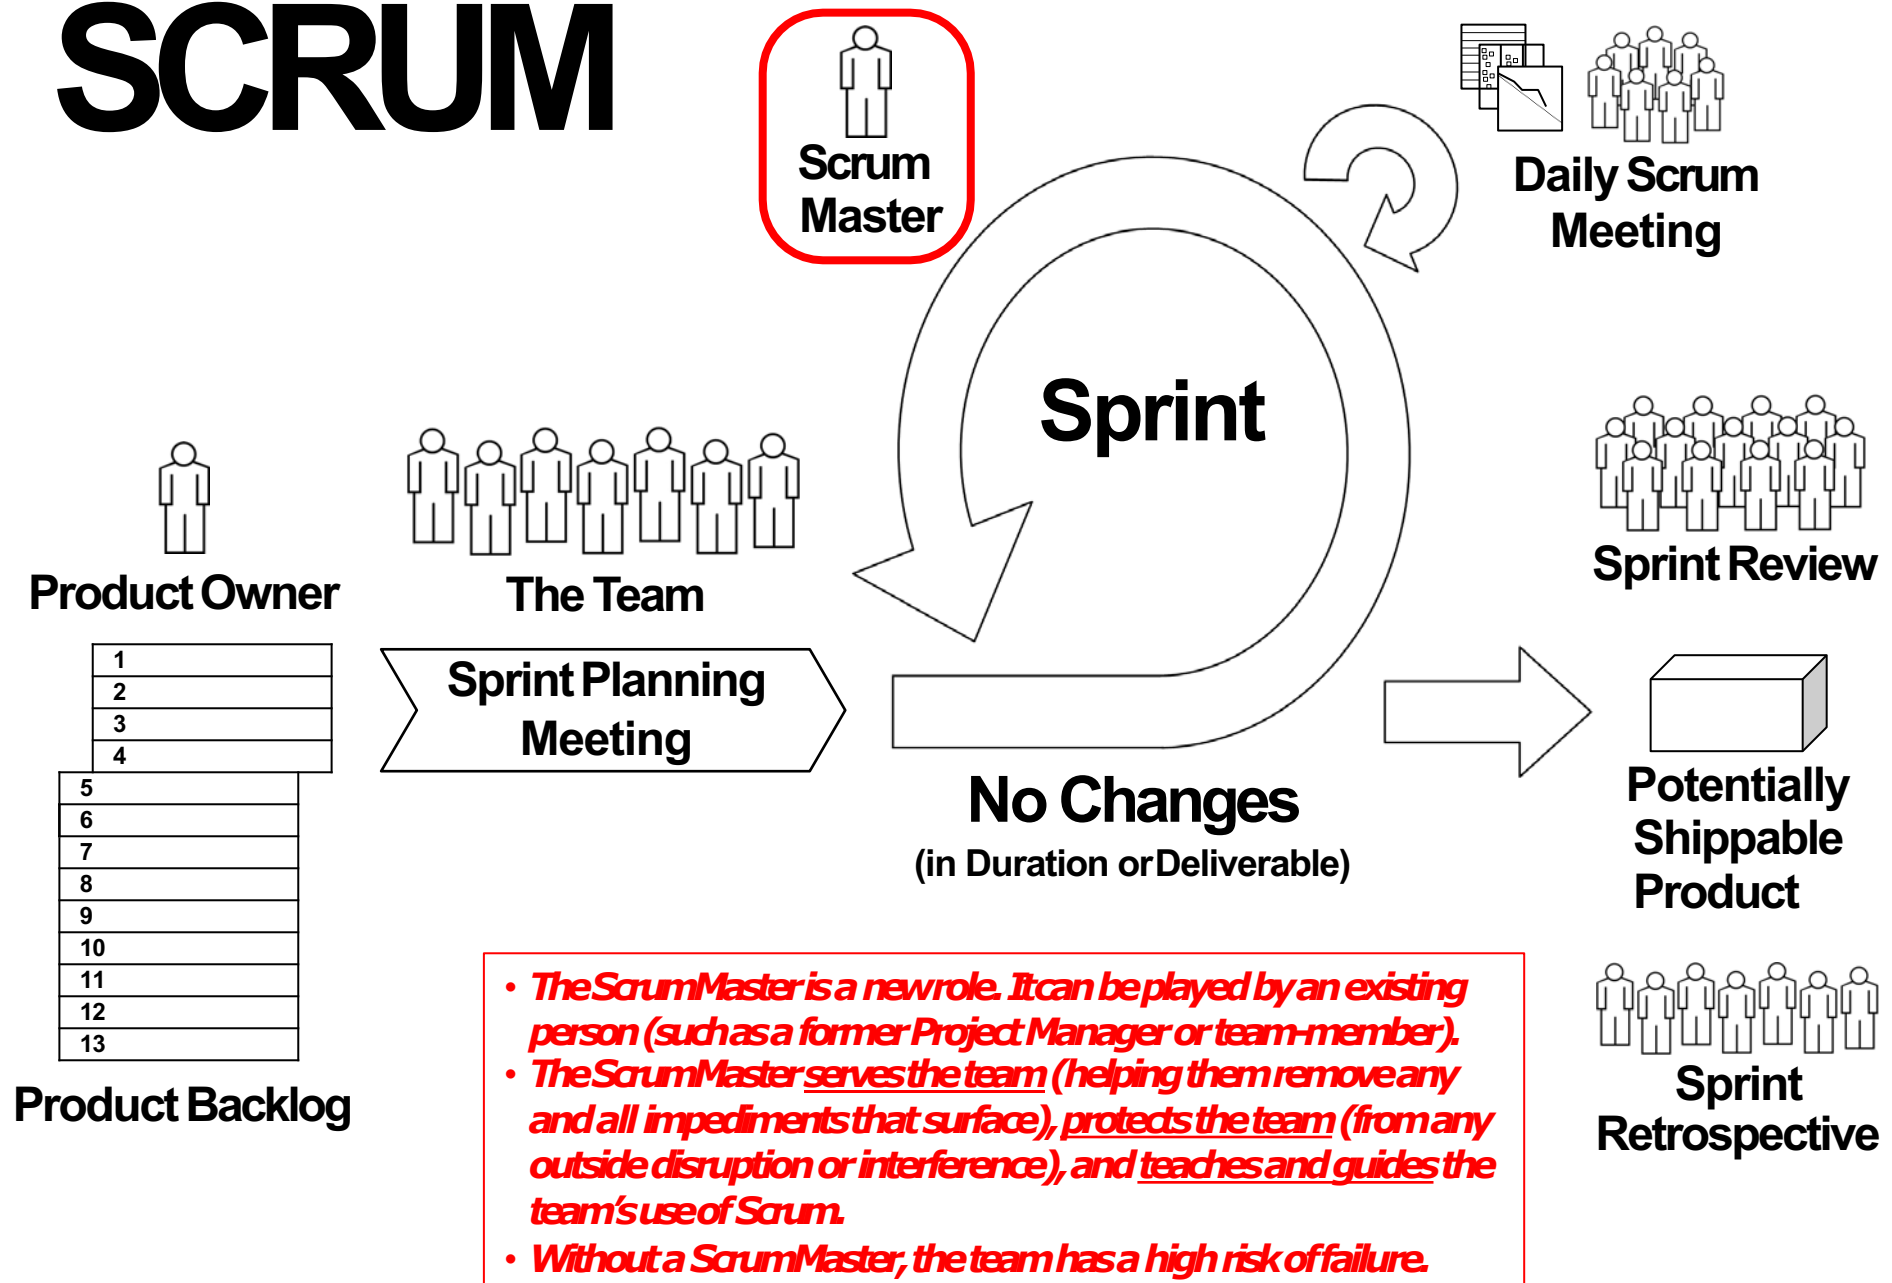 SCRUM
Scrum
Master
Daily Scrum
Meeting
Sprint
Product Owner
The Team
Sprint Review
1
2
3
4
5
6
7
8
9
10
11
12
13
Product Backlog
Sprint Planning
Meeting
No Changes
(in Duration or Deliverable)
Potentially
Shippable
Product
• The ScrumMaster is a new role. It can be played by an existing
person (such as a former Project Manager or team-member).
• The ScrumMaster serves the team (helping them remove any
and all impediments that surface), protects the team (from any
outside disruption or interference), and teaches and guides the
team’s use of Scrum.
• Without a ScrumMaster, the team has a high risk of failure.
Sprint
Retrospective